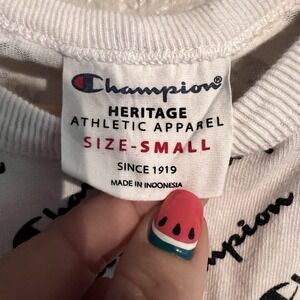 Champion®
HERITAGE
ATHLETIC APPAREL
SIZE-SMALL
SINCE 1919
MADE IN INDONESIA